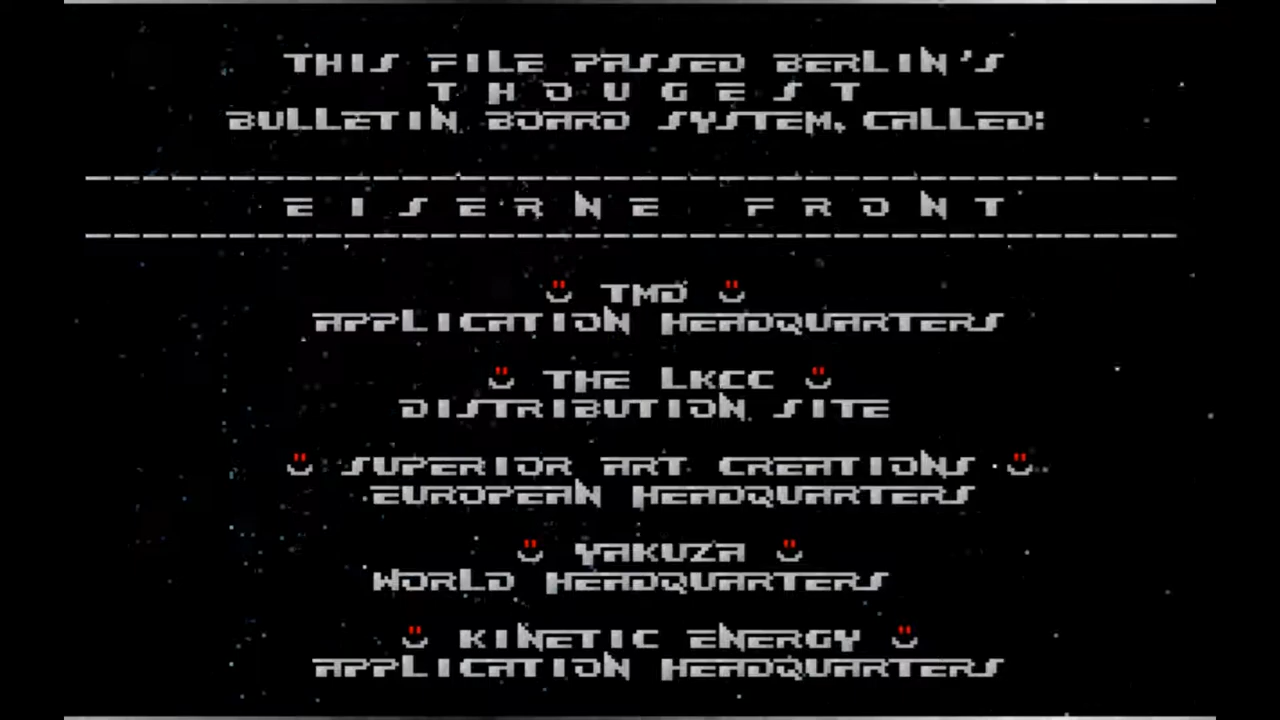 THIS FILE PASSED BERLIN'S
T H O U G E S T
BULLETIN BOARD SYSTEM, CALLED:
--------------------------------------
E I S E R N E   F R O N T
--------------------------------------
TMD
APPLICATION HEADQUARTERS
THE LKCC
DISTRIBUTION SITE
SUPERIOR ART CREATIONS
EUROPEAN HEADQUARTERS
YAKUZA
WORLD HEADQUARTERS
KINETIC ENERGY
APPLICATION HEADQUARTERS